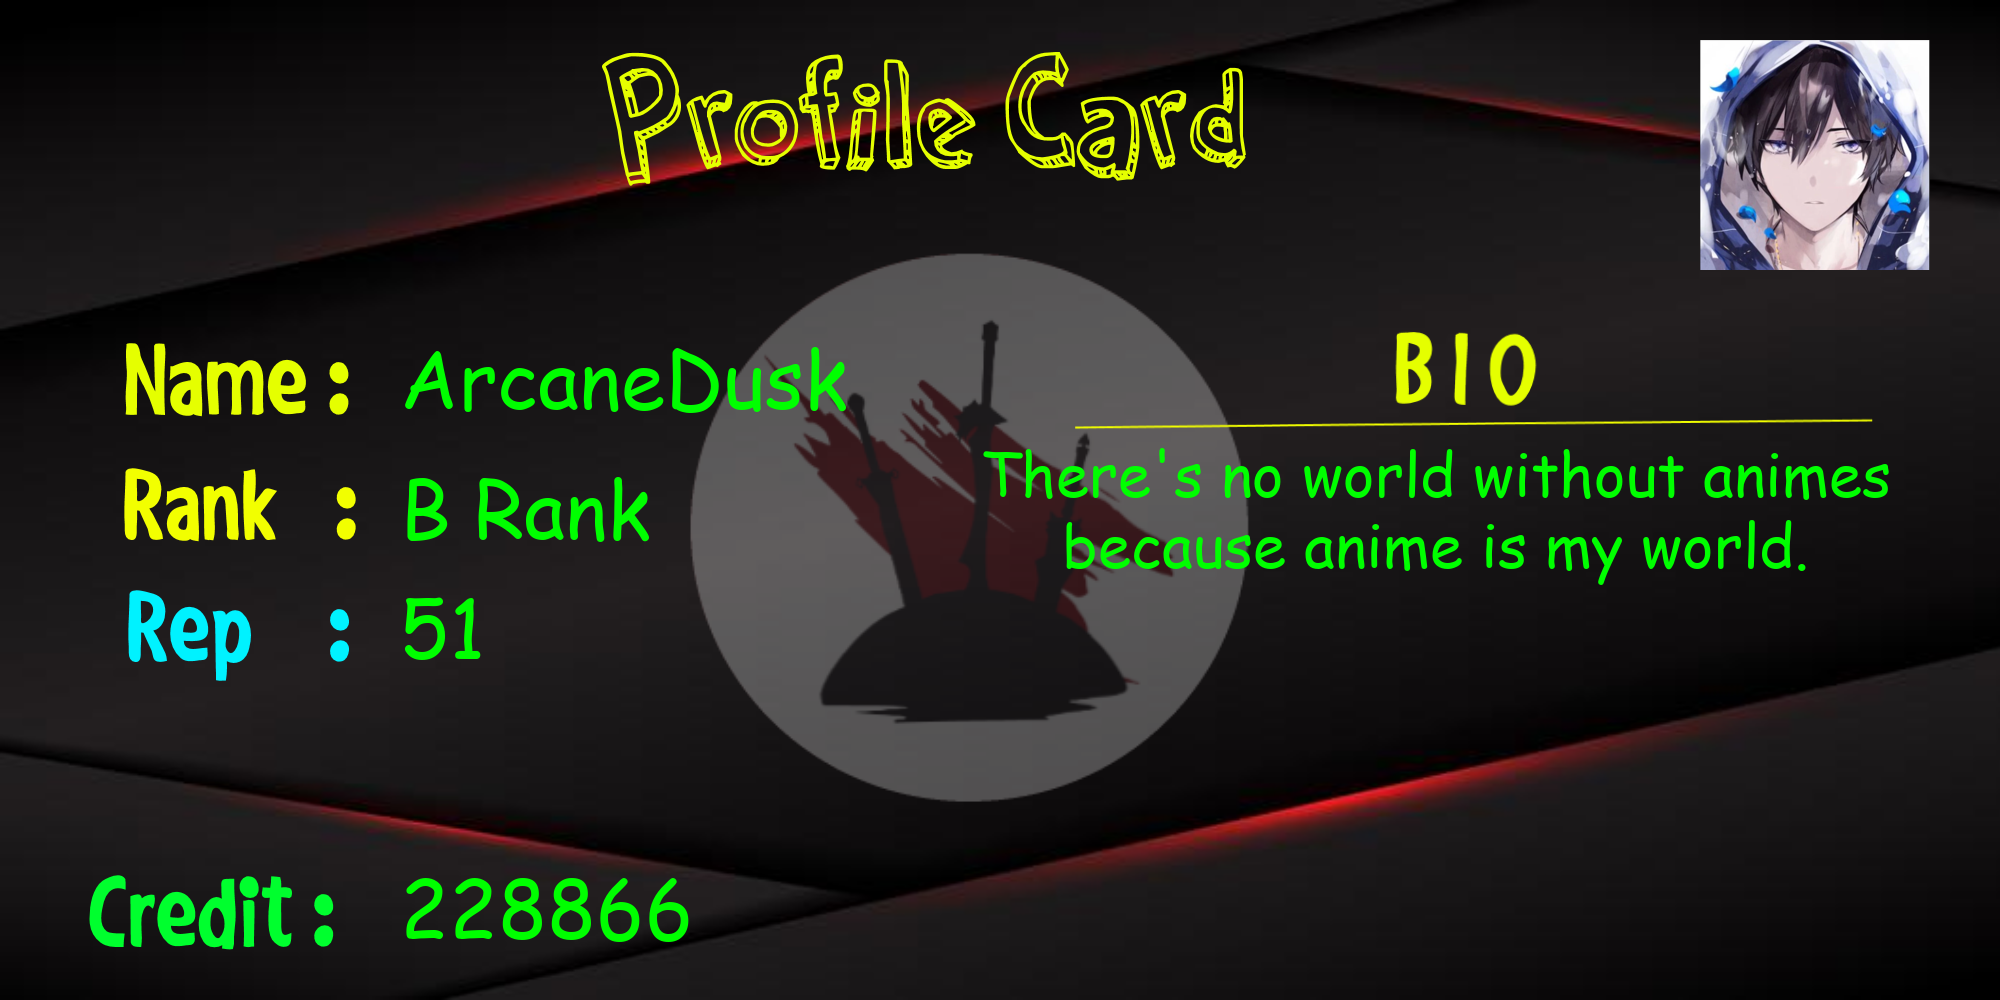 Profile Card
Name : ArcaneDusk
Rank : B Rank
Rep : 51
Credit : 228866
BIO
There's no world without animes
because anime is my world.